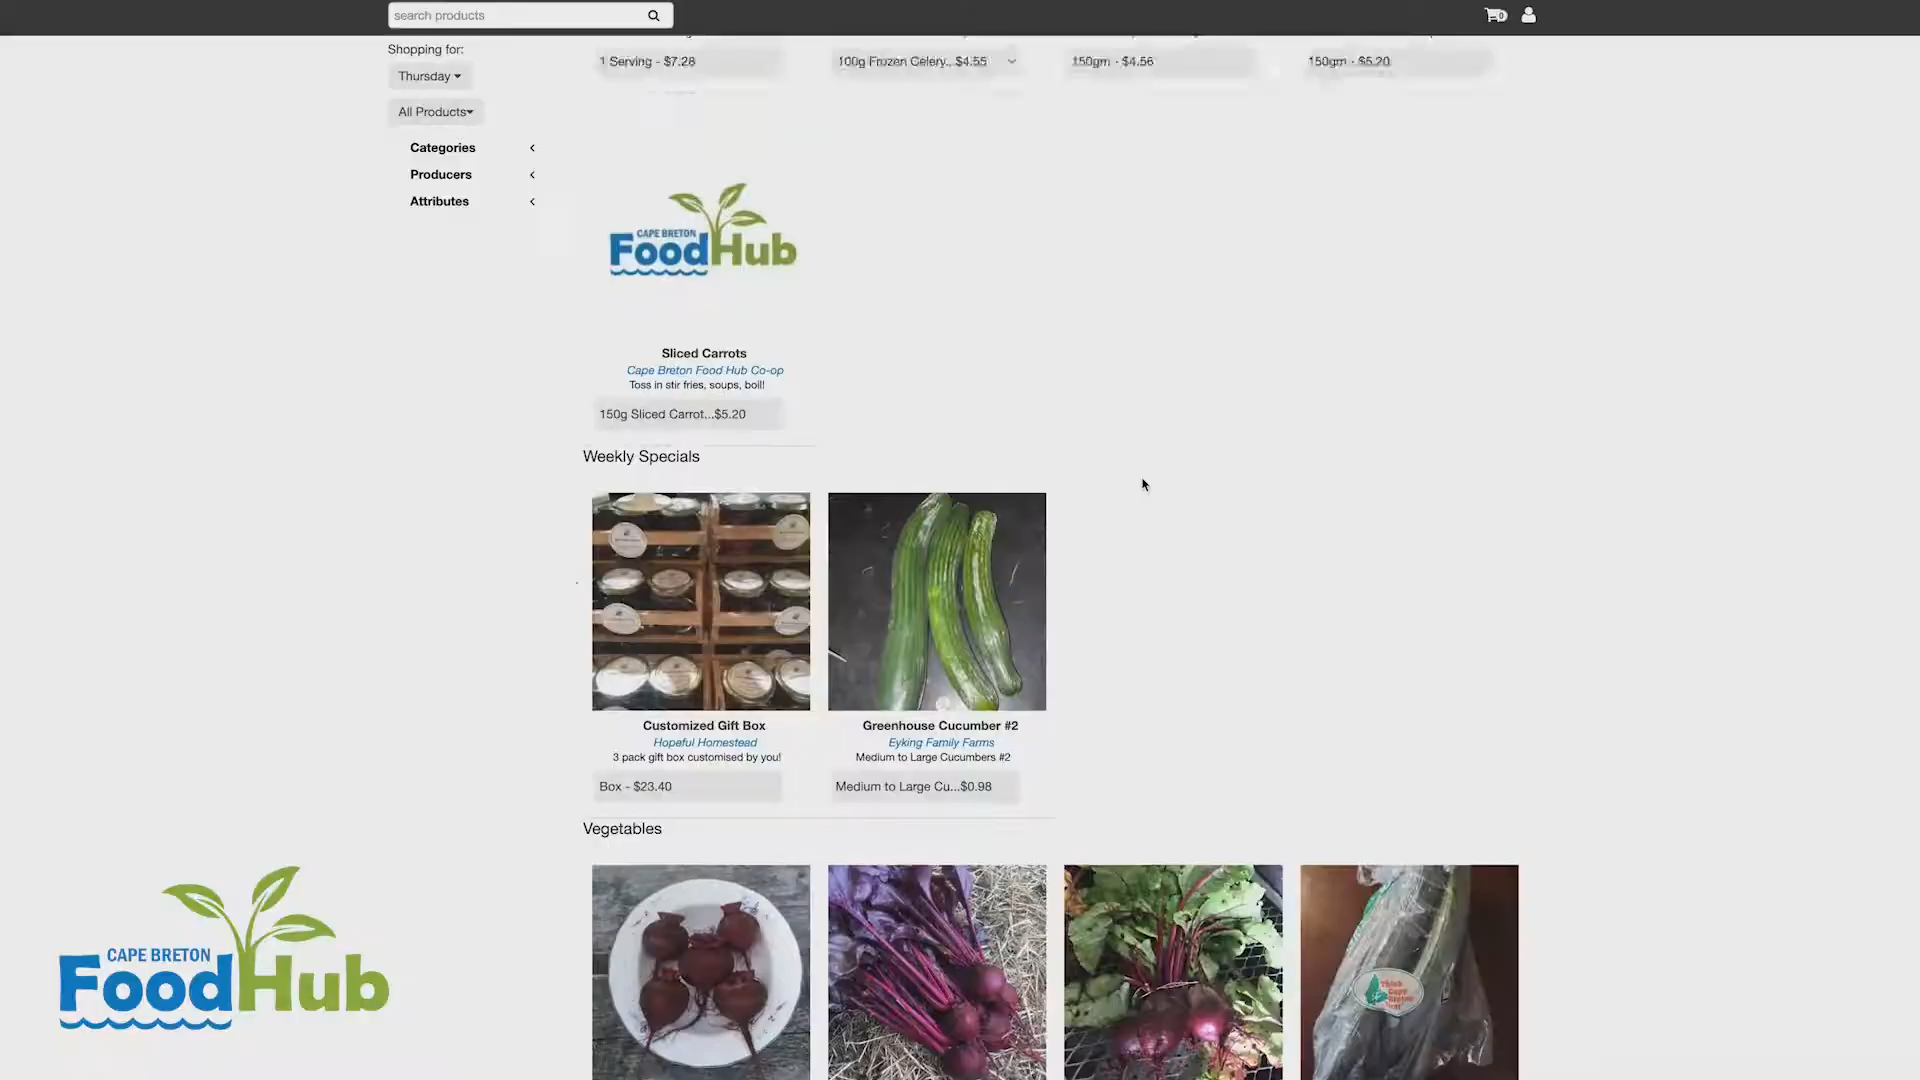 search products
0
Shopping for:
Thursday
All Products
Categories
Producers
Attributes
1 Serving - $7.28
100g Frozen Celery...$4.55
150gm - $4.56
150gm - $5.20
CAPE BRETON
FoodHub
Sliced Carrots
Cape Breton Food Hub Co-op
Toss in stir fries, soups, boil!
150g Sliced Carrot...$5.20
Weekly Specials
Customized Gift Box
Hopeful Homestead
3 pack gift box customised by you!
Box - $23.40
Greenhouse Cucumber #2
Eyking Family Farms
Medium to Large Cucumbers #2
Medium to Large Cu...$0.98
Vegetables
Think
Cape
Breton
CAPE BRETON
FoodHub